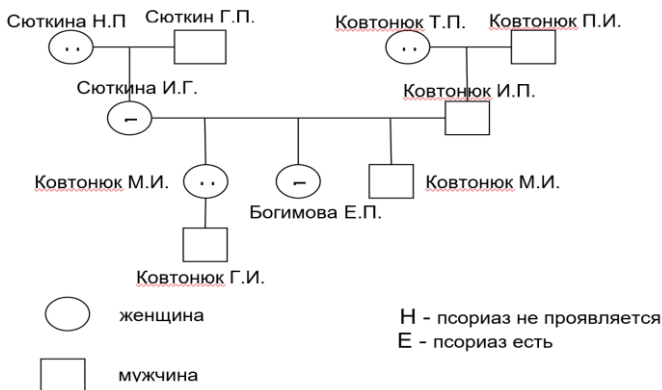 Сюткина Н.П Сюткин Г.П. Ковтонюк Т.П. Ковтонюк П.И.
Сюткина И.Г. Ковтонюк И.П.
Ковтонюк М.И. Ковтонюк М.И.
Богимова Е.П.
Ковтонюк Г.И.
женщина
Н - псориаз не проявляется
Е - псориаз есть
мужчина